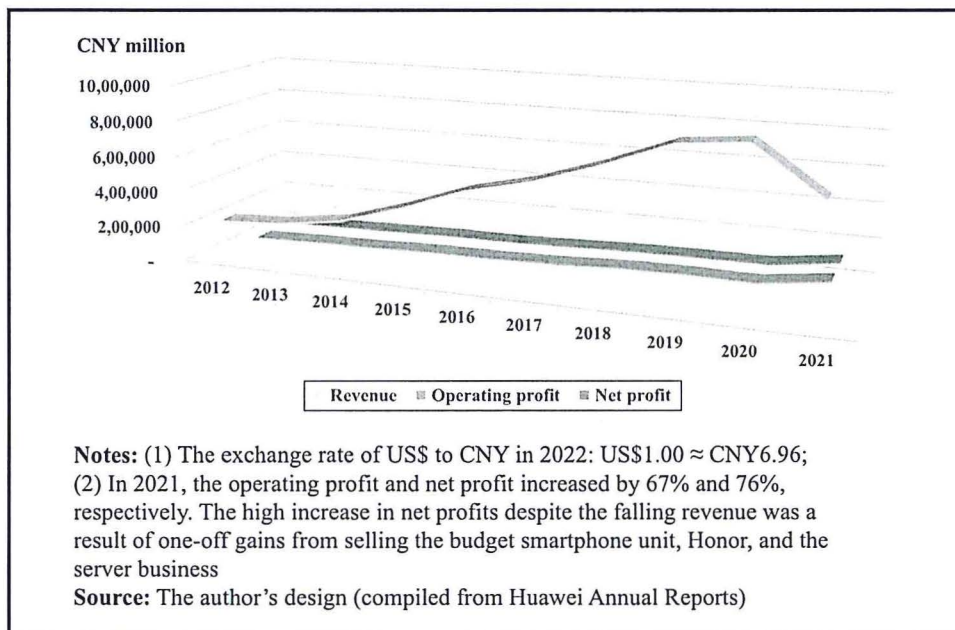 CNY million
10,00,000
8,00,000
6,00,000
4,00,000
2,00,000
-
2012
2013
2014
2015
2016
2017
2018
2019
2020
2021
Revenue Operating profit Net profit
Notes: (1) The exchange rate of US$ to CNY in 2022: US$1.00 ≈ CNY6.96;
(2) In 2021, the operating profit and net profit increased by 67% and 76%,
respectively. The high increase in net profits despite the falling revenue was a
result of one-off gains from selling the budget smartphone unit, Honor, and the
server business
Source: The author’s design (compiled from Huawei Annual Reports)